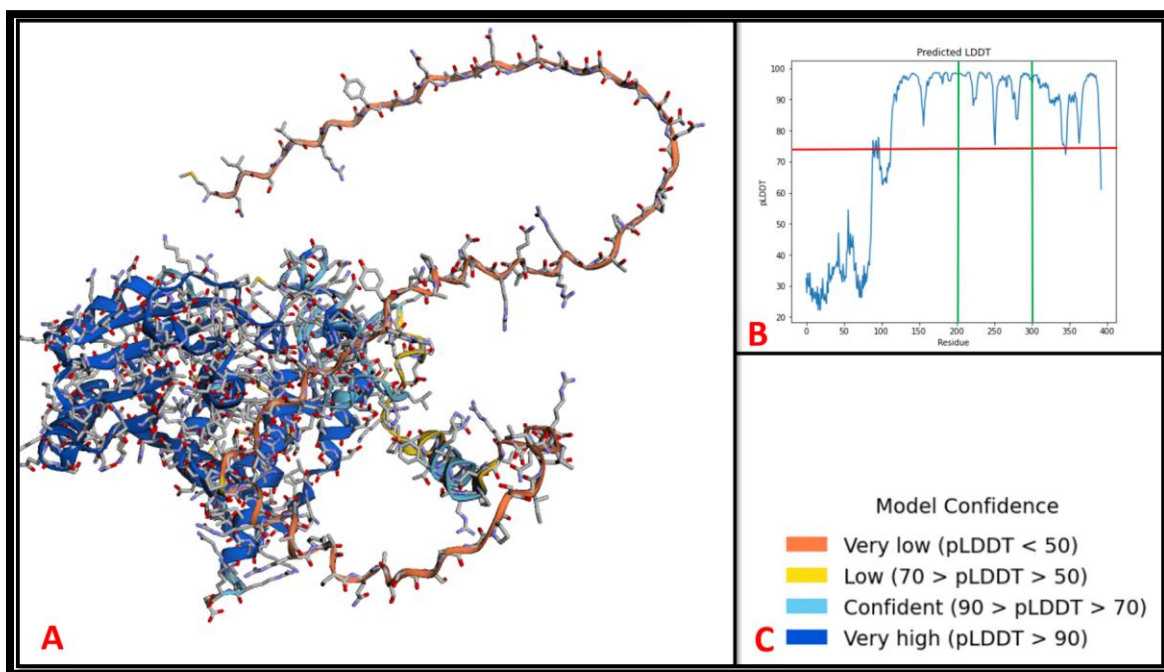 A
Predicted LDDT
100
90
80
70
60
50
40
30
20
pLDDT
0 50 100 150 200 250 300 350 400
Residue
B
Model Confidence
Very low (pLDDT < 50)
Low (70 > pLDDT > 50)
Confident (90 > pLDDT > 70)
Very high (pLDDT > 90)
C